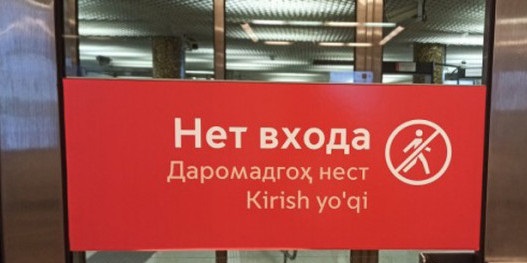 Нет входа
Даромадгоҳ нест
Kirish yo'qi